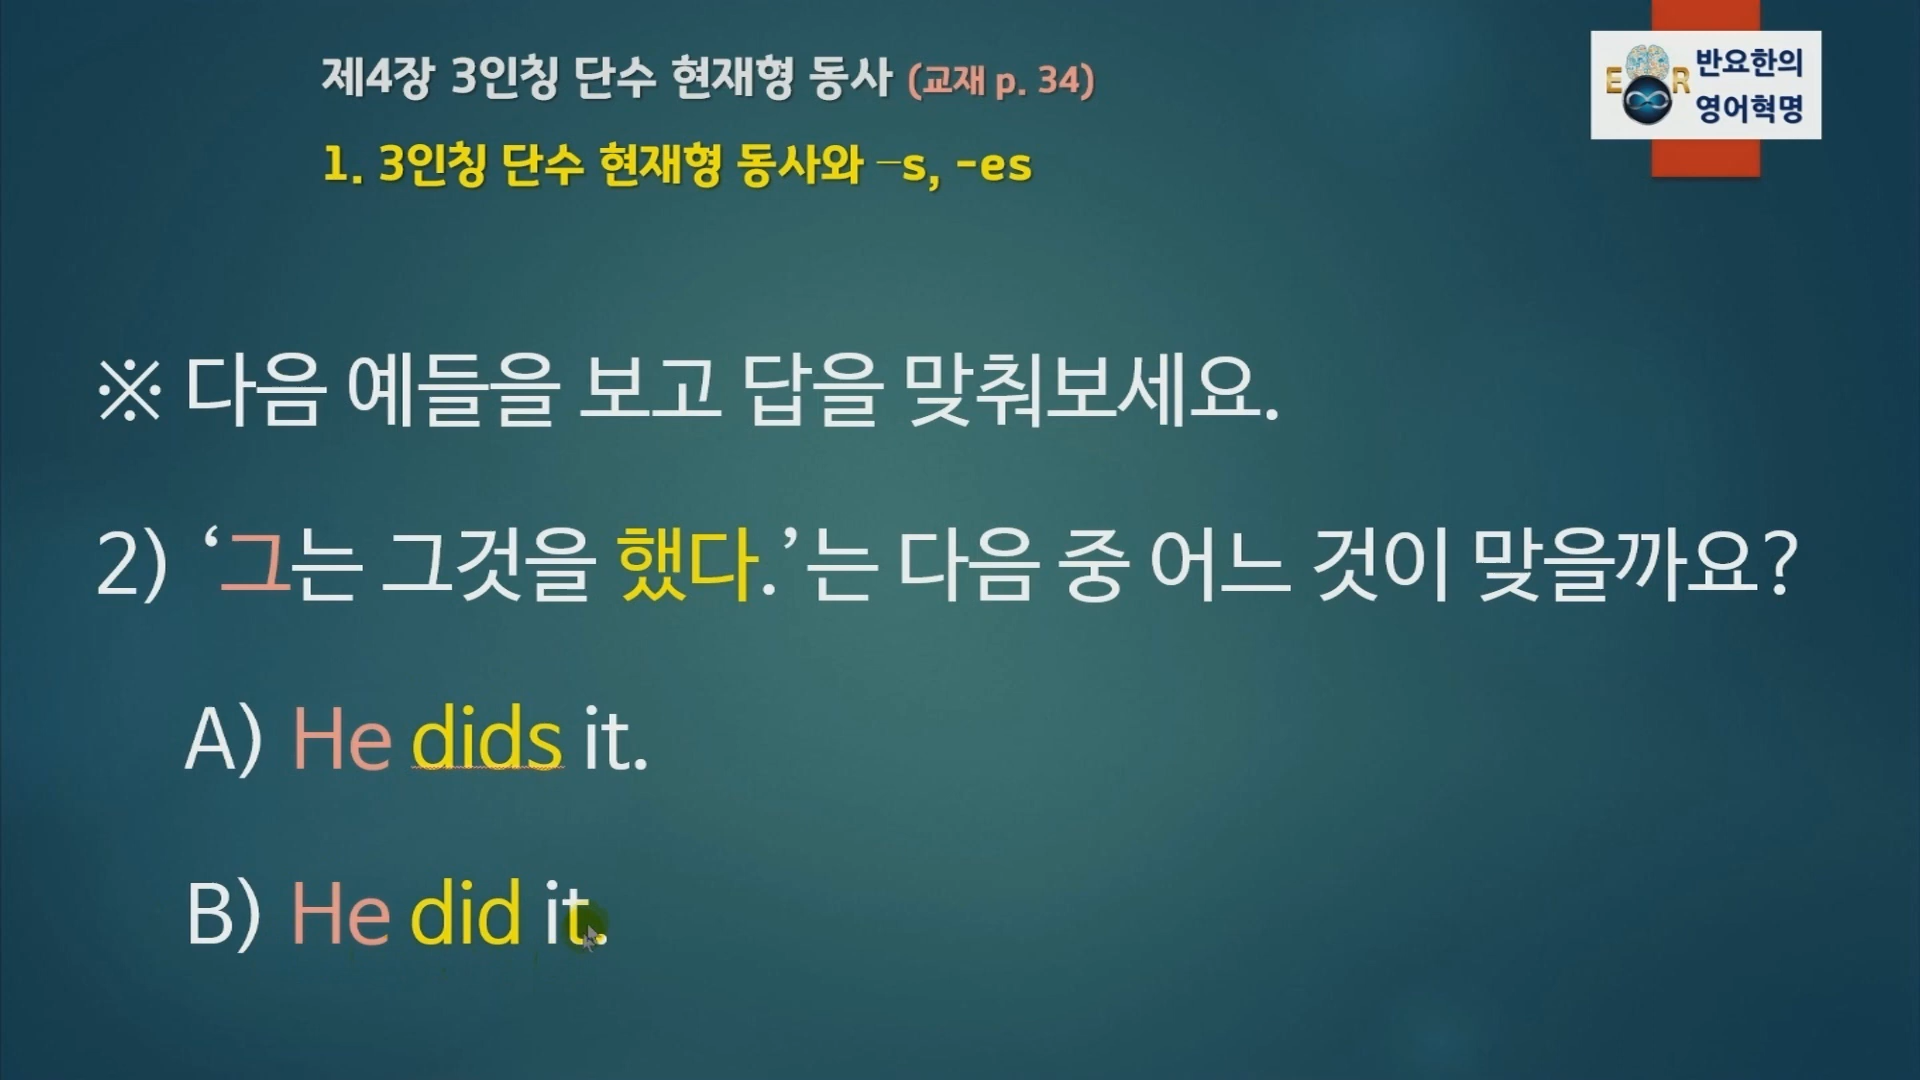 제4장 3인칭 단수 현재형 동사 (교재 p. 34)
1. 3인칭 단수 현재형 동사와 –s, -es
E R 반요한의
영어혁명
※ 다음 예들을 보고 답을 맞춰보세요.
2) ‘그는 그것을 했다.’는 다음 중 어느 것이 맞을까요?
A) He dids it.
B) He did it.